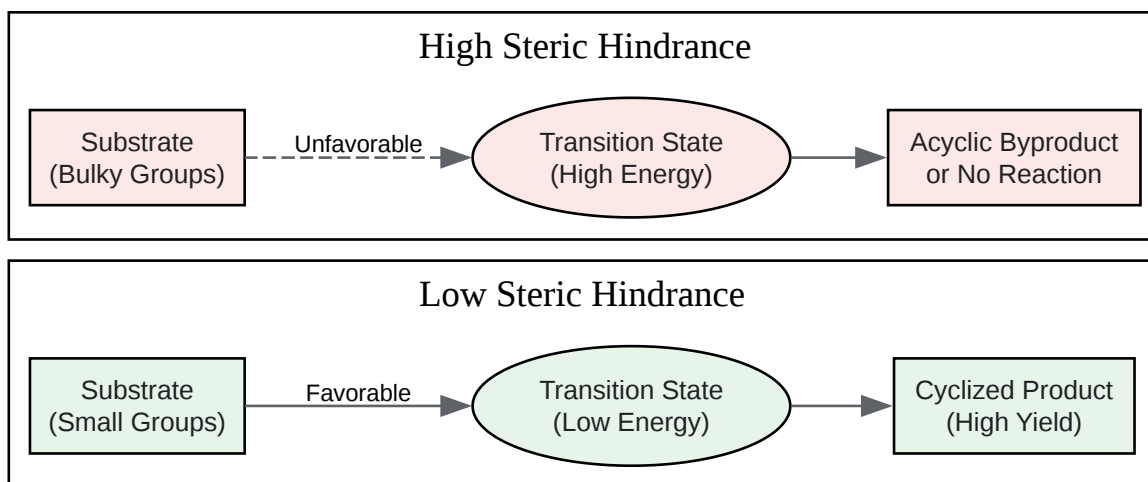 High Steric Hindrance
Substrate
(Bulky Groups)
Unfavorable
Transition State
(High Energy)
Acyclic Byproduct
or No Reaction
Low Steric Hindrance
Substrate
(Small Groups)
Favorable
Transition State
(Low Energy)
Cyclized Product
(High Yield)